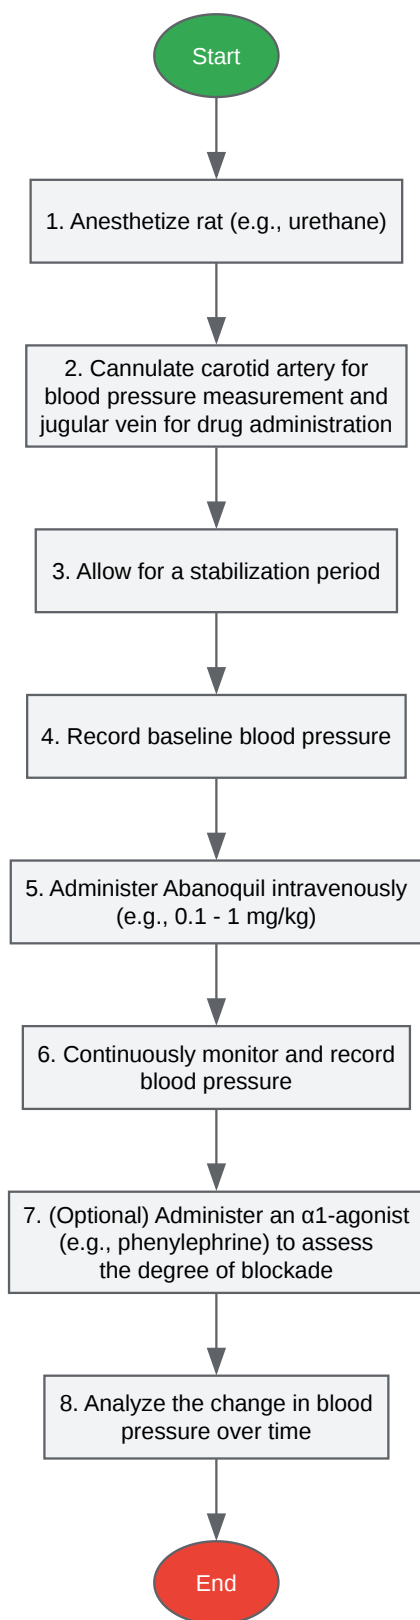 Start
1. Anesthetize rat (e.g., urethane)
2. Cannulate carotid artery for
blood pressure measurement and
jugular vein for drug administration
3. Allow for a stabilization period
4. Record baseline blood pressure
5. Administer Abanoquil intravenously
(e.g., 0.1 - 1 mg/kg)
6. Continuously monitor and record
blood pressure
7. (Optional) Administer an α1-agonist
(e.g., phenylephrine) to assess
the degree of blockade
8. Analyze the change in blood
pressure over time
End